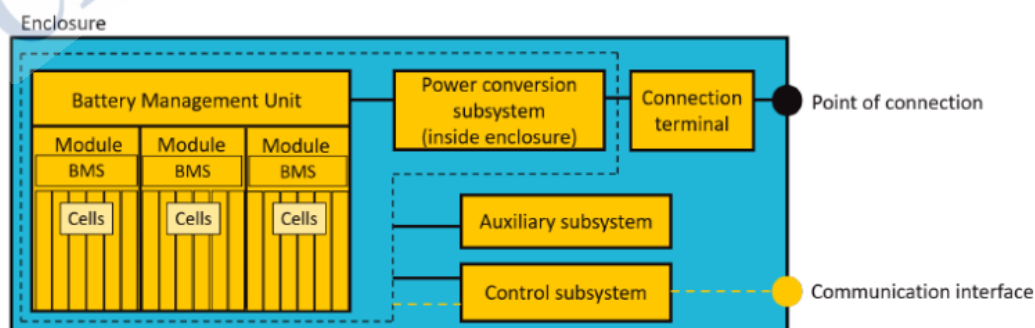 Enclosure
Battery Management Unit
Module
BMS
Cells
Module
BMS
Cells
Module
BMS
Cells
Power conversion
subsystem
(inside enclosure)
Connection
terminal
Point of connection
Auxiliary subsystem
Control subsystem
Communication interface